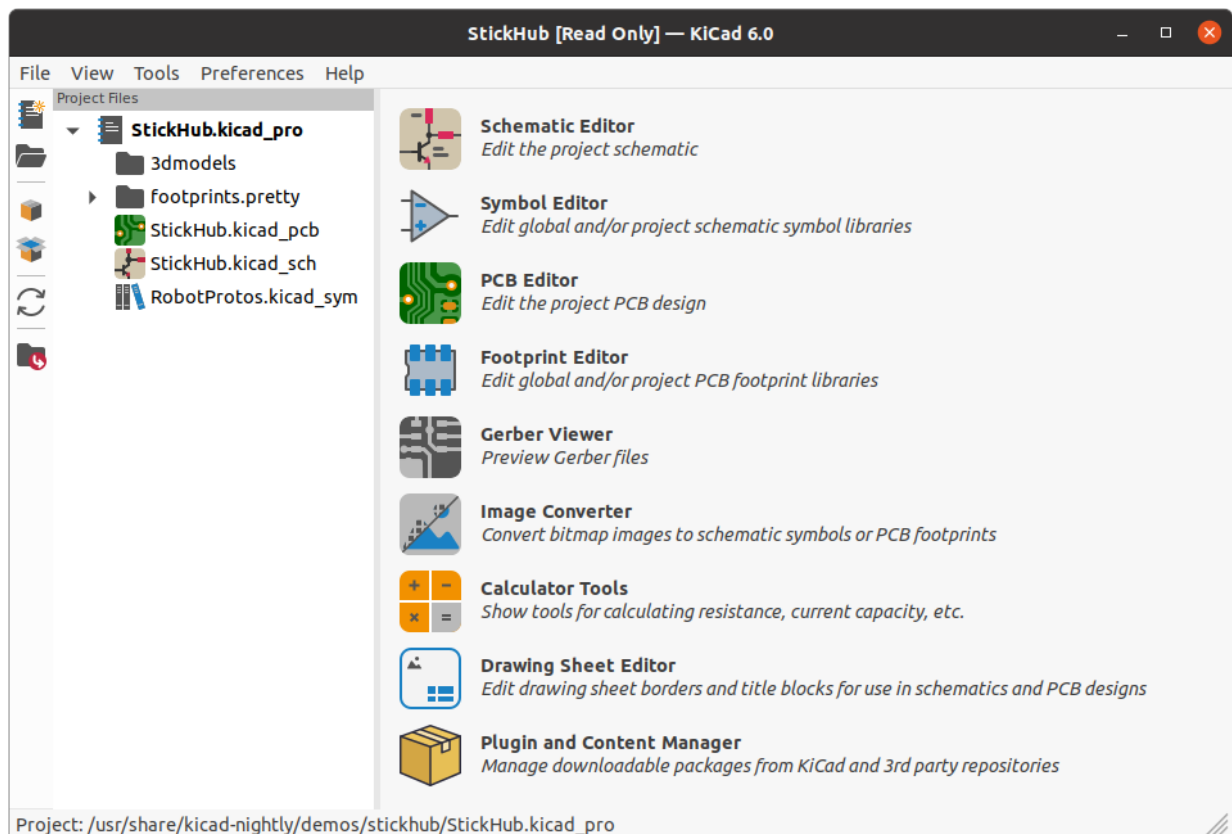 StickHub [Read Only] — KiCad 6.0
File View Tools Preferences Help
Project Files
StickHub.kicad_pro
3dmodels
footprints.pretty
StickHub.kicad_pcb
StickHub.kicad_sch
RobotProtos.kicad_sym
Schematic Editor
Edit the project schematic
Symbol Editor
Edit global and/or project schematic symbol libraries
PCB Editor
Edit the project PCB design
Footprint Editor
Edit global and/or project PCB footprint libraries
Gerber Viewer
Preview Gerber files
Image Converter
Convert bitmap images to schematic symbols or PCB footprints
Calculator Tools
Show tools for calculating resistance, current capacity, etc.
Drawing Sheet Editor
Edit drawing sheet borders and title blocks for use in schematics and PCB designs
Plugin and Content Manager
Manage downloadable packages from KiCad and 3rd party repositories
Project: /usr/share/kicad-nightly/demos/stickhub/StickHub.kicad_pro